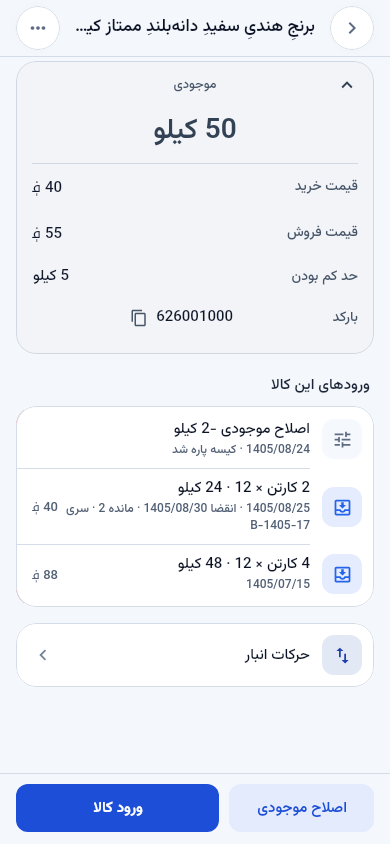 برنجِ هندیِ سفیدِ دانه‌بلندِ ممتاز کیـ...
موجودی
50 کیلو
قیمت خرید
40 ؋
قیمت فروش
55 ؋
حد کم بودن
5 کیلو
بارکد
626001000
ورودهای این کالا
اصلاح موجودی -2 کیلو
1405/08/24 · کیسه پاره شد
2 کارتن × 12 · 24 کیلو
1405/08/25 · انقضا 1405/08/30 · مانده 2 · سری
B-1405-17
40 ؋
4 کارتن × 12 · 48 کیلو
1405/07/15
88 ؋
حرکات انبار
اصلاح موجودی
ورود کالا